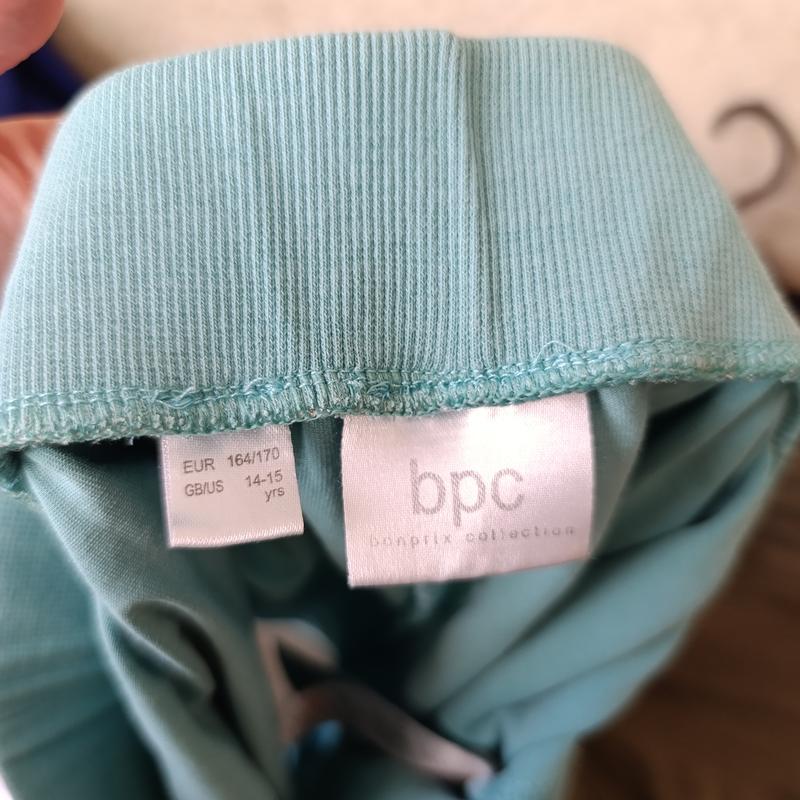 EUR 164/170
GB/US 14-15
yrs
bpc
bonprix collection